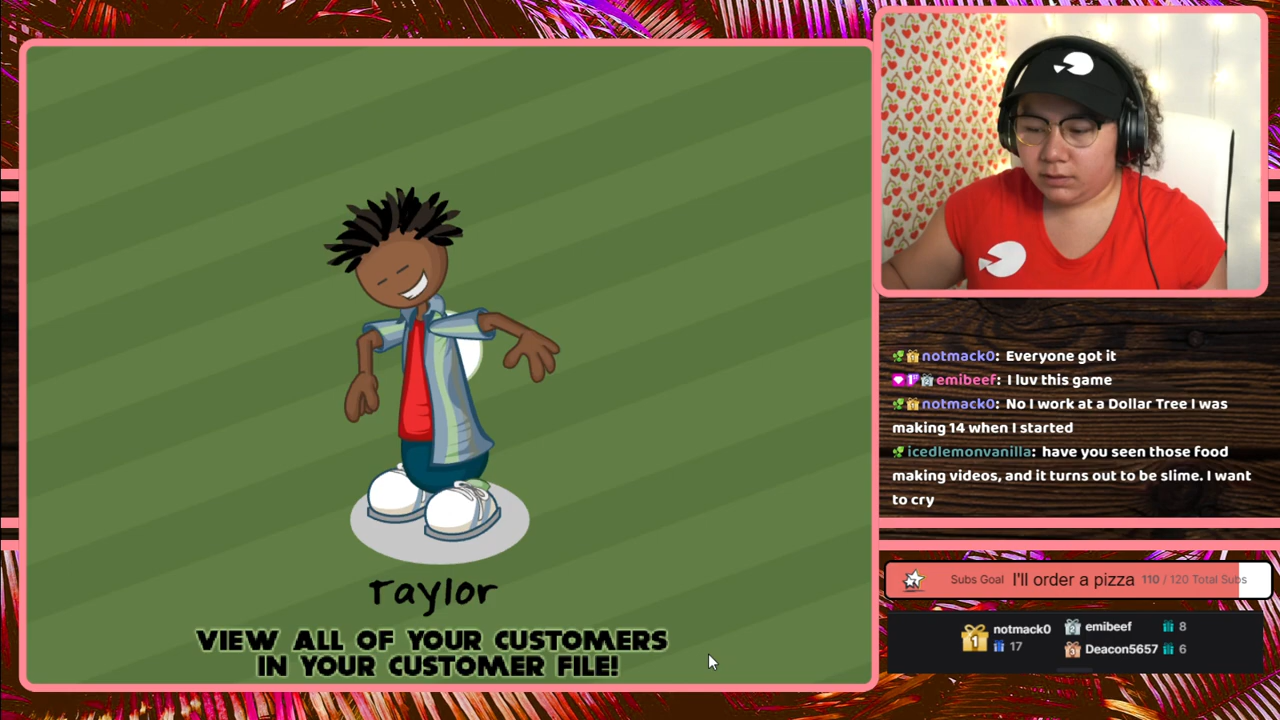 Taylor
VIEW ALL OF YOUR CUSTOMERS
IN YOUR CUSTOMER FILE!
notmack0: Everyone got it
emibeef: I luv this game
notmack0: No I work at a Dollar Tree I was
making 14 when I started
icedlemonvanilla: have you seen those food
making videos, and it turns out to be slime. I want
to cry
Subs Goal I'll order a pizza 110 / 120 Total Subs
1 notmack0 17
2 emibeef 8
3 Deacon5657 6